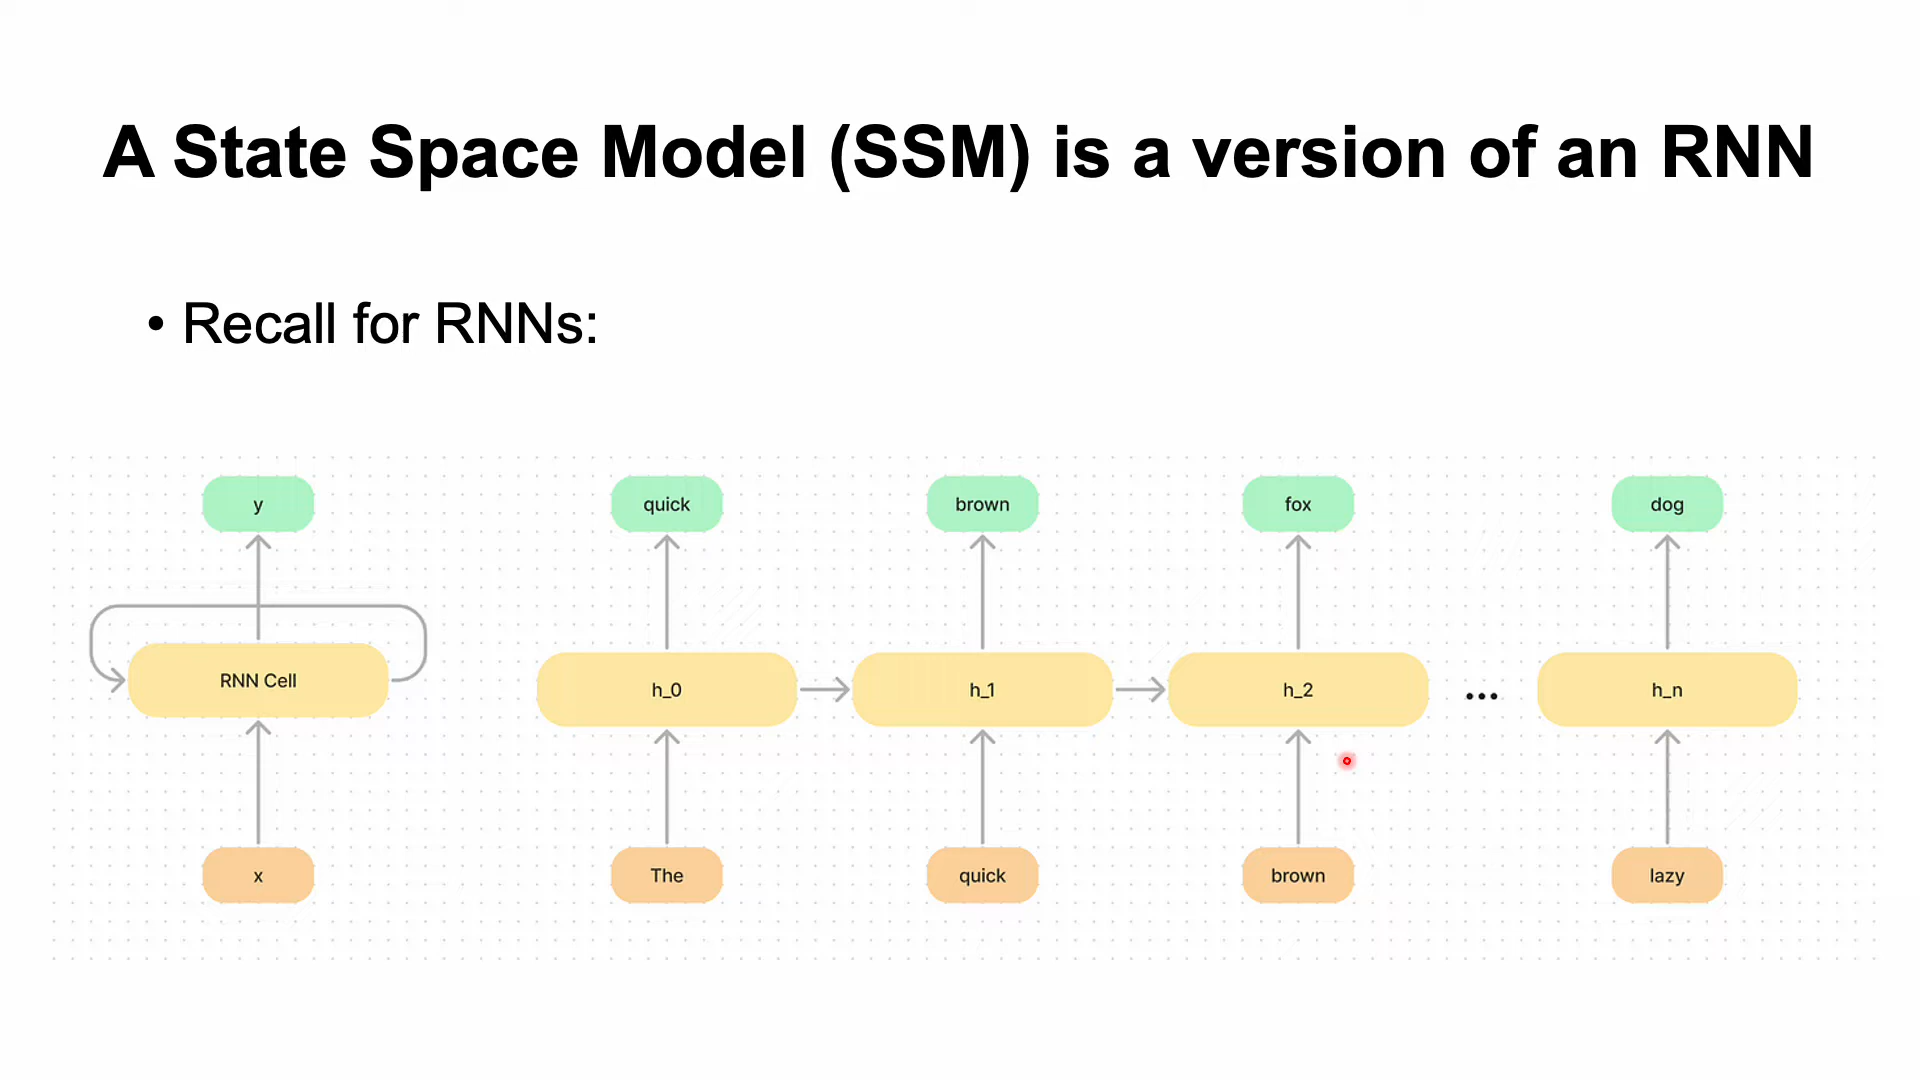 A State Space Model (SSM) is a version of an RNN
• Recall for RNNs:
y quick brown fox dog
RNN Cell h_0 h_1 h_2 ... h_n
x The quick brown lazy